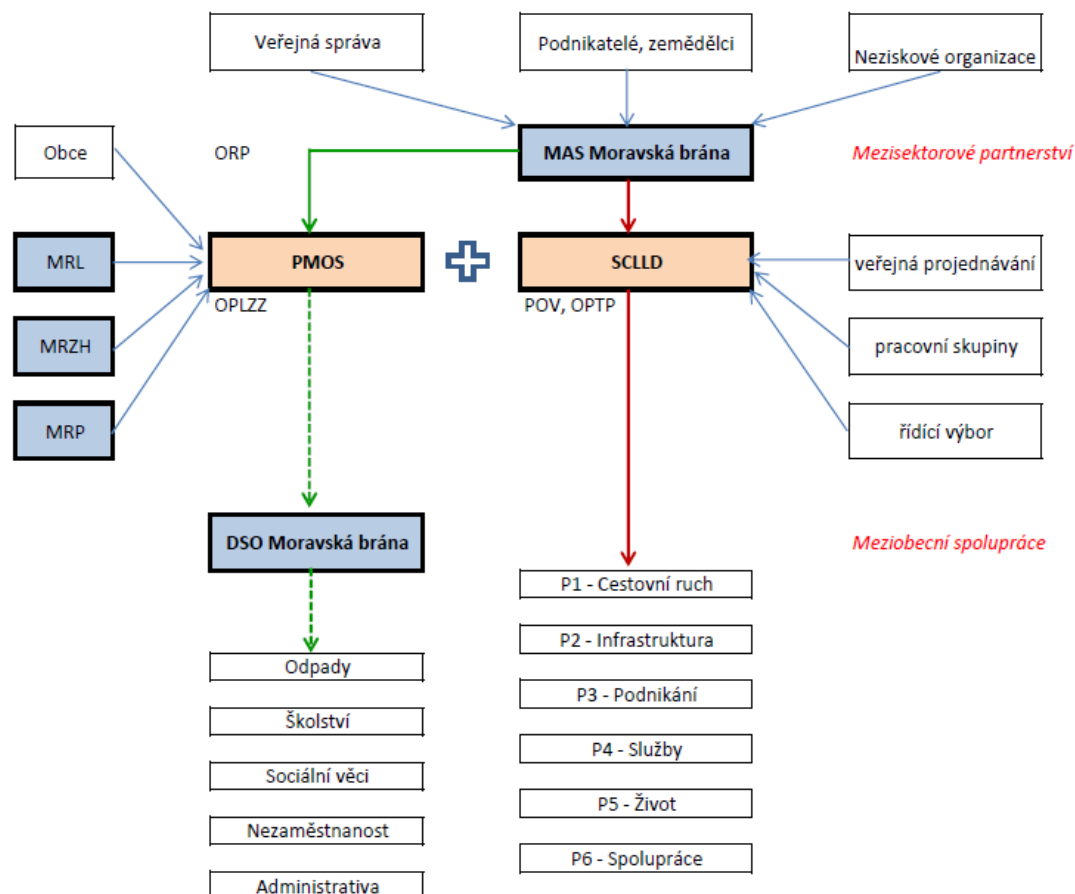 Veřejná správa
Podnikatelé, zemědělci
Neziskové organizace
Obce
ORP
MAS Moravská brána
Mezisektorové partnerství
MRL
PMOS
SCLLD
veřejná projednávání
OPLZZ
POV, OPTP
MRZH
pracovní skupiny
MRP
řídící výbor
DSO Moravská brána
Meziobecní spolupráce
P1 - Cestovní ruch
P2 - Infrastruktura
Odpady
P3 - Podnikání
Školství
P4 - Služby
Sociální věci
P5 - Život
Nezaměstnanost
P6 - Spolupráce
Administrativa